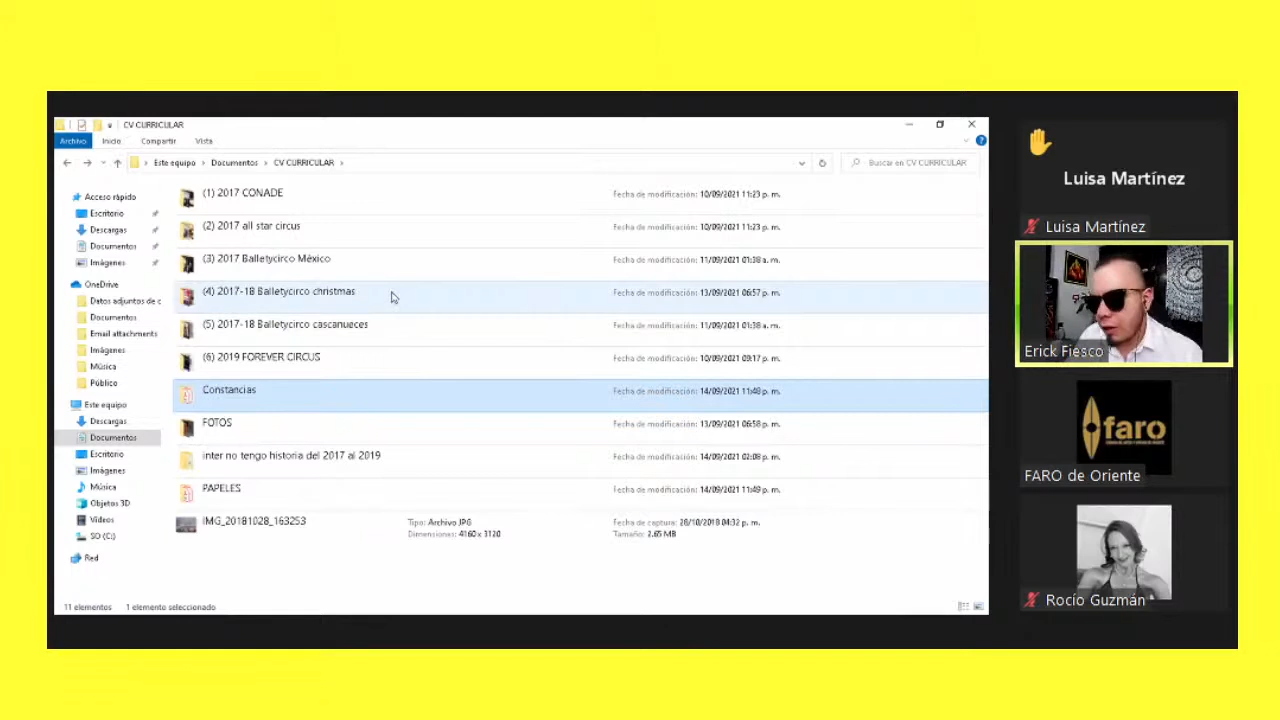 CV CURRICULAR
Archivo Inicio Compartir Vista
Este equipo Documentos CV CURRICULAR
Buscar en CV CURRICULAR
Acceso rápido
Escritorio
Descargas
Documentos
Imágenes
OneDrive
Datos adjuntos de c
Documentos
Email attachments
Imágenes
Música
Público
Este equipo
Descargas
Documentos
Escritorio
Imágenes
Música
Objetos 3D
Vídeos
SO (C:)
Red
(1) 2017 CONADE Fecha de modificación: 10/09/2021 11:23 p. m.
(2) 2017 all star circus Fecha de modificación: 10/09/2021 11:23 p. m.
(3) 2017 Balletycirco México Fecha de modificación: 11/09/2021 01:38 a. m.
(4) 2017-18 Balletycirco christmas Fecha de modificación: 13/09/2021 06:57 p. m.
(5) 2017-18 Balletycirco cascanueces Fecha de modificación: 11/09/2021 01:38 a. m.
(6) 2019 FOREVER CIRCUS Fecha de modificación: 10/09/2021 09:17 p. m.
Constancias Fecha de modificación: 14/09/2021 11:48 p. m.
FOTOS Fecha de modificación: 13/09/2021 06:58 p. m.
inter no tengo historia del 2017 al 2019 Fecha de modificación: 14/09/2021 02:08 p. m.
PAPELES Fecha de modificación: 14/09/2021 11:49 p. m.
IMG_20181028_163253 Tipo: Archivo JPG Fecha de captura: 28/10/2018 04:32 p. m.
Dimensiones: 4160 x 3120 Tamaño: 2.65 MB
11 elementos 1 elemento seleccionado
Luisa Martínez
Luisa Martínez
Erick Fiesco
faro
FARO de Oriente
Rocío Guzmán